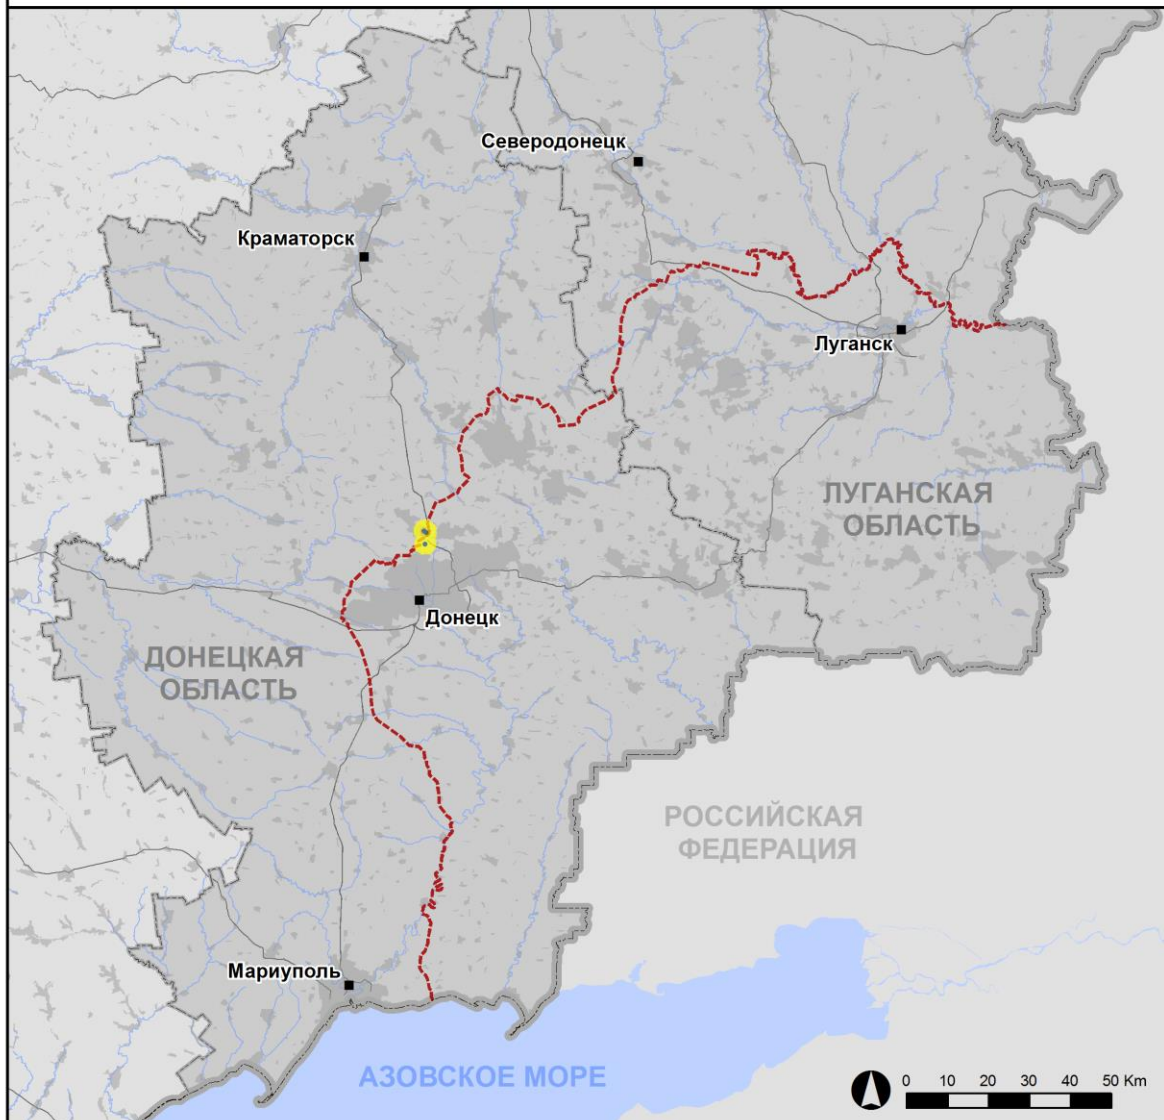 Северодонецк
Краматорск
Луганск
ЛУГАНСКАЯ
ОБЛАСТЬ
Донецк
ДОНЕЦКАЯ
ОБЛАСТЬ
РОССИЙСКАЯ
ФЕДЕРАЦИЯ
Мариуполь
АЗОВСКОЕ МОРЕ
0 10 20 30 40 50 Km